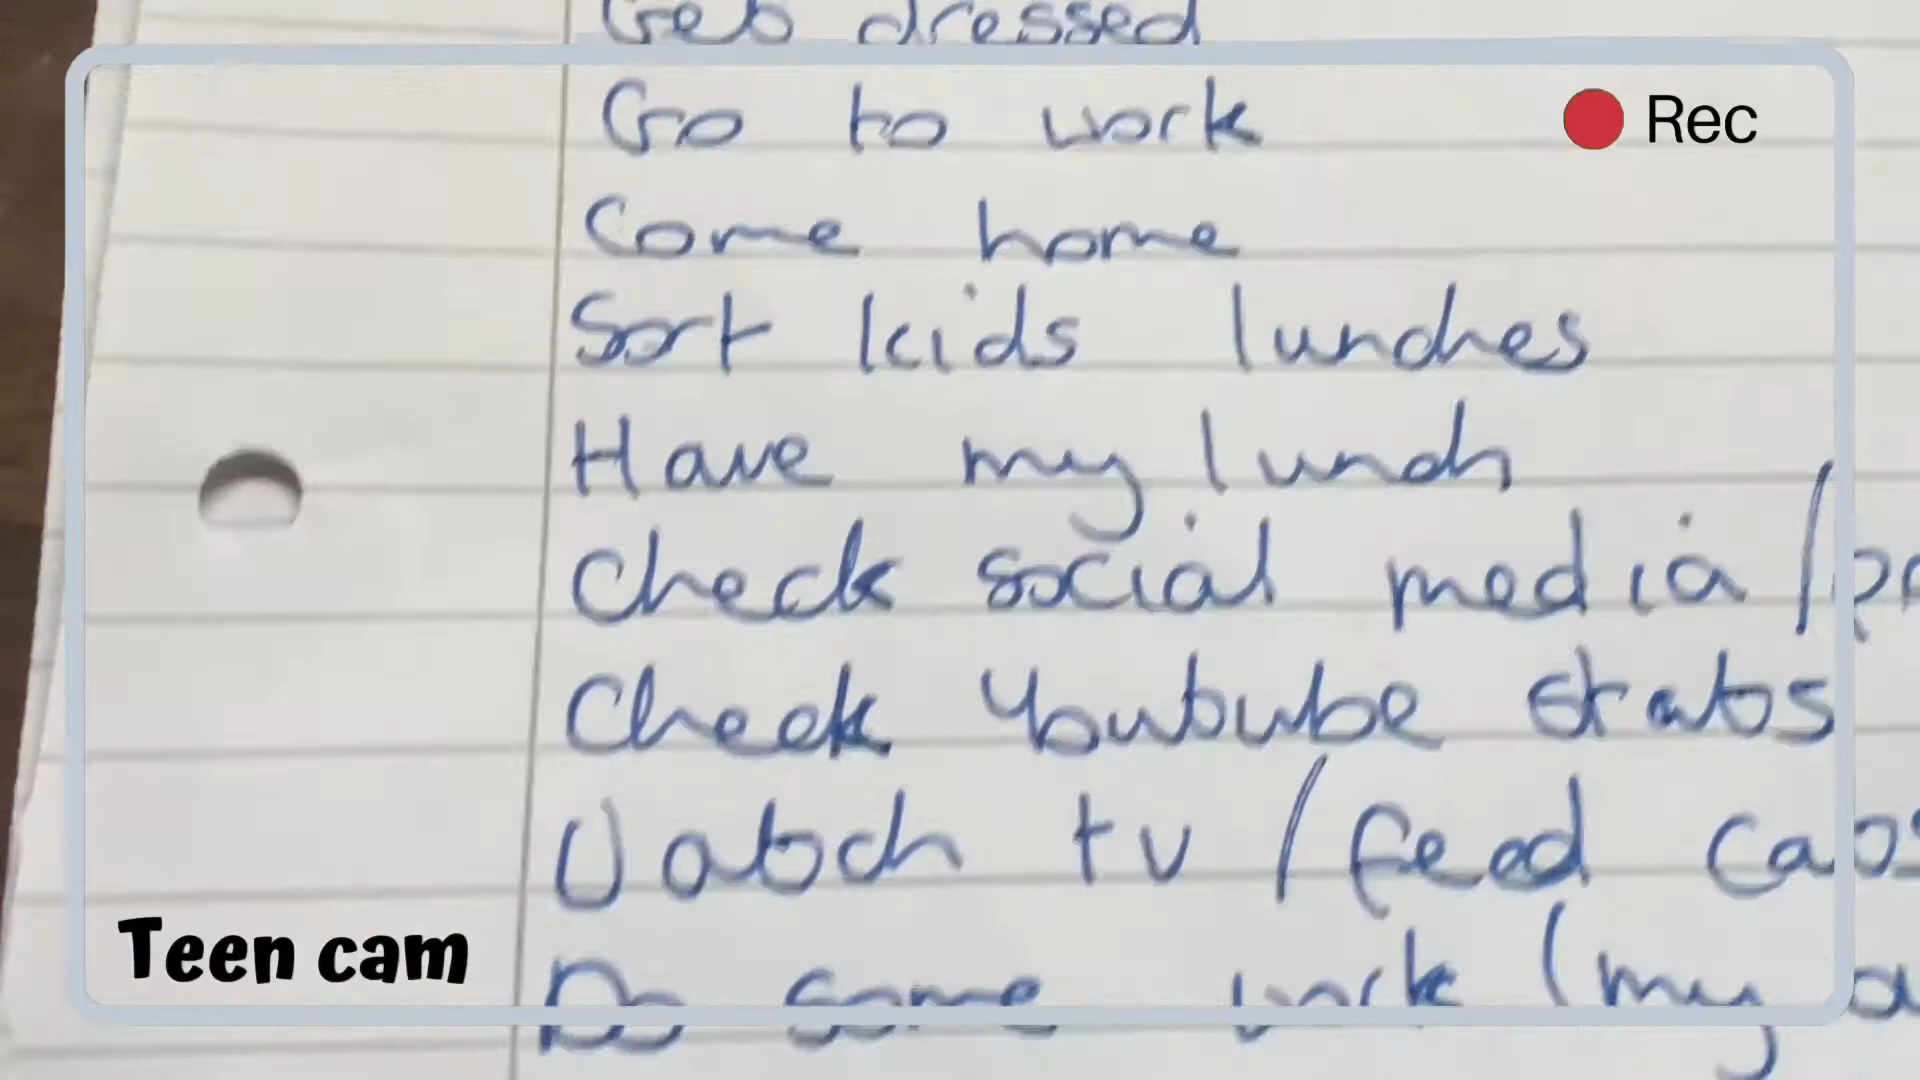 Get dressed
Go to work
Rec
Come home
Sort kids lunches
Have my lunch
Check social media /
Check Youtube stats
Watch tv / feed cats
Teen cam
Do some work (my